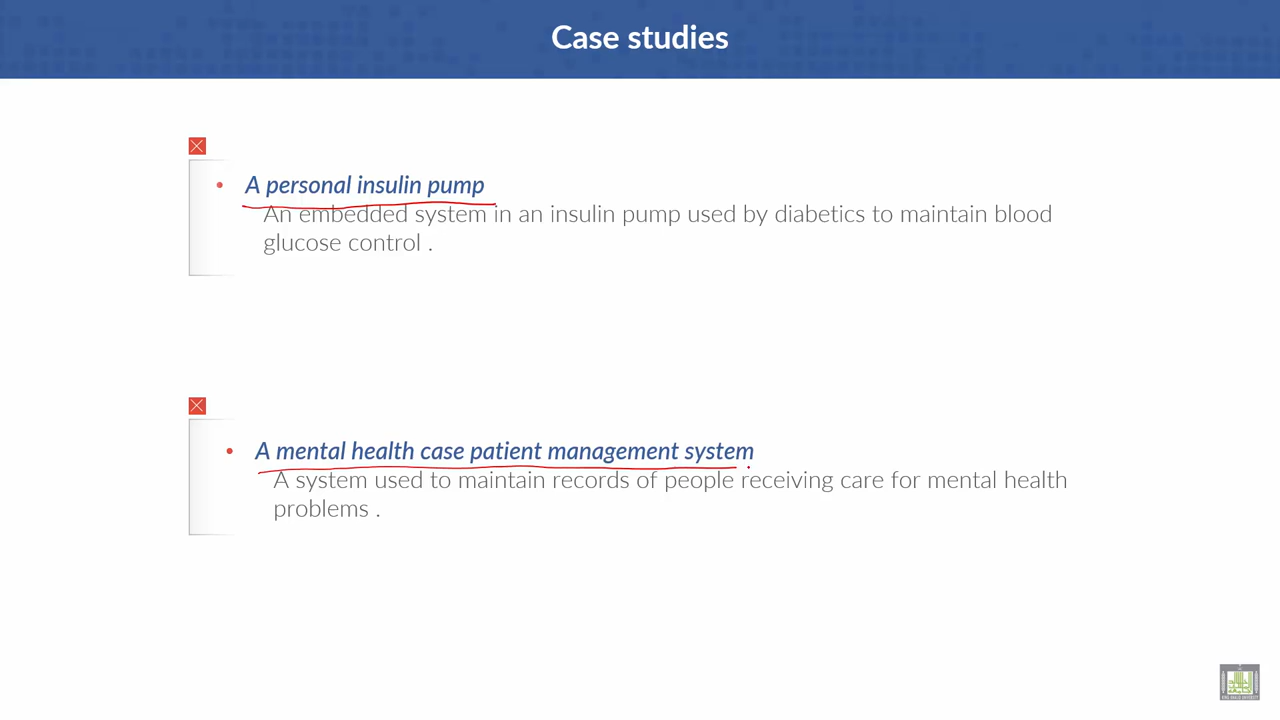 Case studies
• A personal insulin pump
An embedded system in an insulin pump used by diabetics to maintain blood
glucose control .
• A mental health case patient management system
A system used to maintain records of people receiving care for mental health
problems .